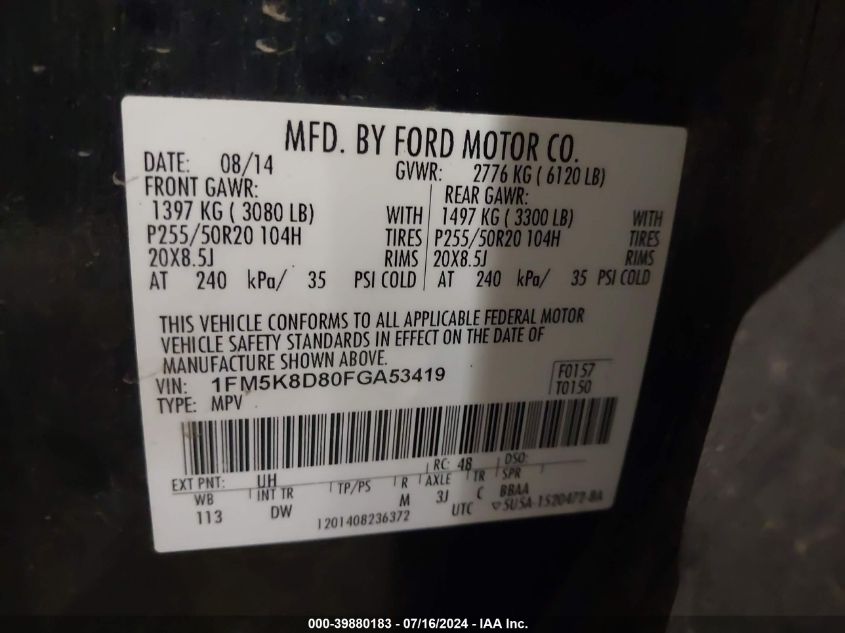 MFD. BY FORD MOTOR CO.
DATE: 08/14 GVWR: 2776 KG ( 6120 LB)
FRONT GAWR: REAR GAWR:
1397 KG ( 3080 LB) WITH 1497 KG ( 3300 LB) WITH
P255/50R20 104H TIRES P255/50R20 104H TIRES
20X8.5J RIMS 20X8.5J RIMS
AT 240 kPa/ 35 PSI COLD AT 240 kPa/ 35 PSI COLD
THIS VEHICLE CONFORMS TO ALL APPLICABLE FEDERAL MOTOR
VEHICLE SAFETY STANDARDS IN EFFECT ON THE DATE OF
MANUFACTURE SHOWN ABOVE.
VIN: 1FM5K8D80FGA53419 F0157
TYPE: MPV T0150
EXT PNT: UH RC: 48 DSO:
WB INT TR TP/PS R AXLE TR SPR
113 DW M 3J C BBAA
1201408236372 UTC ▽5U5A-1520472-BA
000-39880183 - 07/16/2024 - IAA Inc.